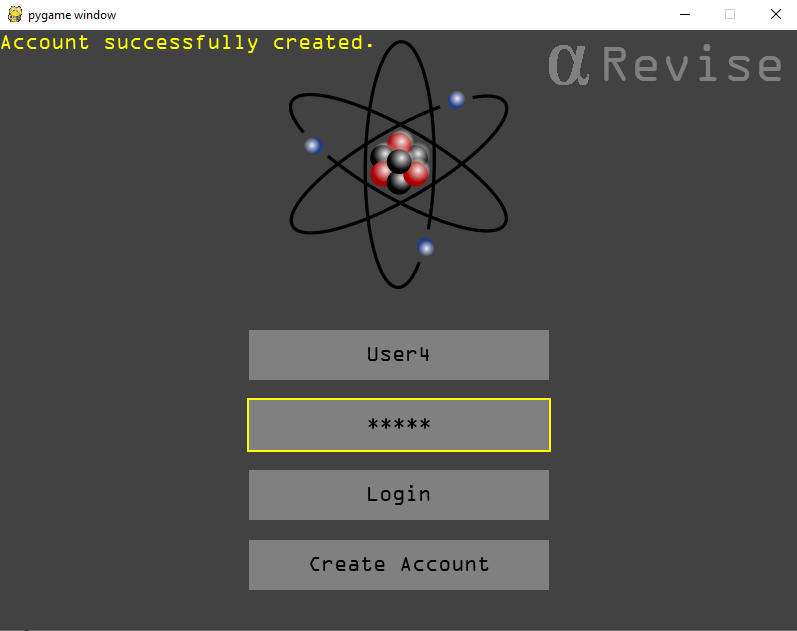 pygame window
Account successfully created.
αRevise
User4
*****
Login
Create Account